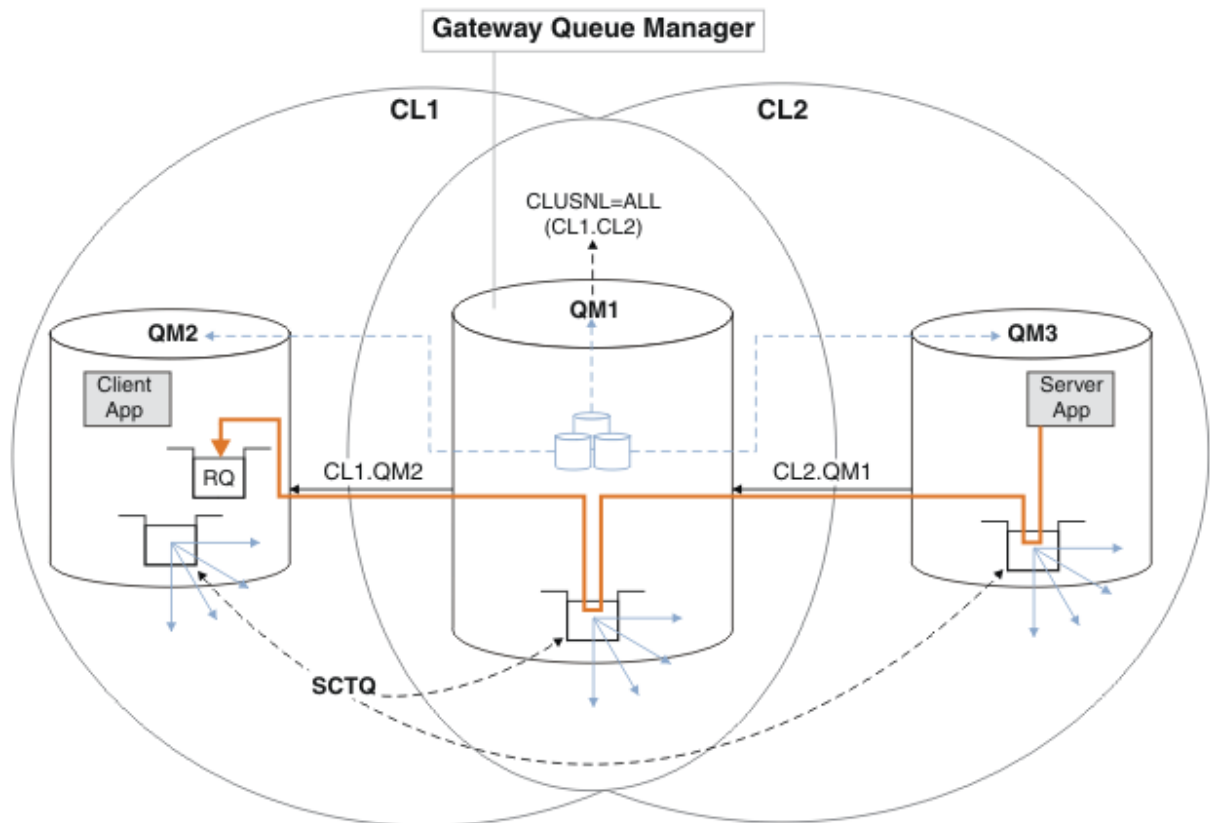 Gateway Queue Manager
CL1
CL2
CLUSNL=ALL
(CL1.CL2)
QM2
QM1
QM3
Client
App
Server
App
RQ
CL1.QM2
CL2.QM1
SCTQ